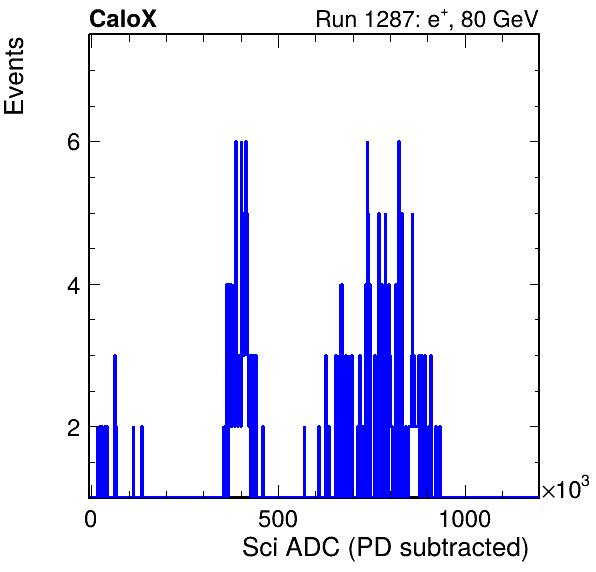 CaloX Run 1287: e⁺, 80 GeV
Events
6
4
2
×10³
0 500 1000
Sci ADC (PD subtracted)